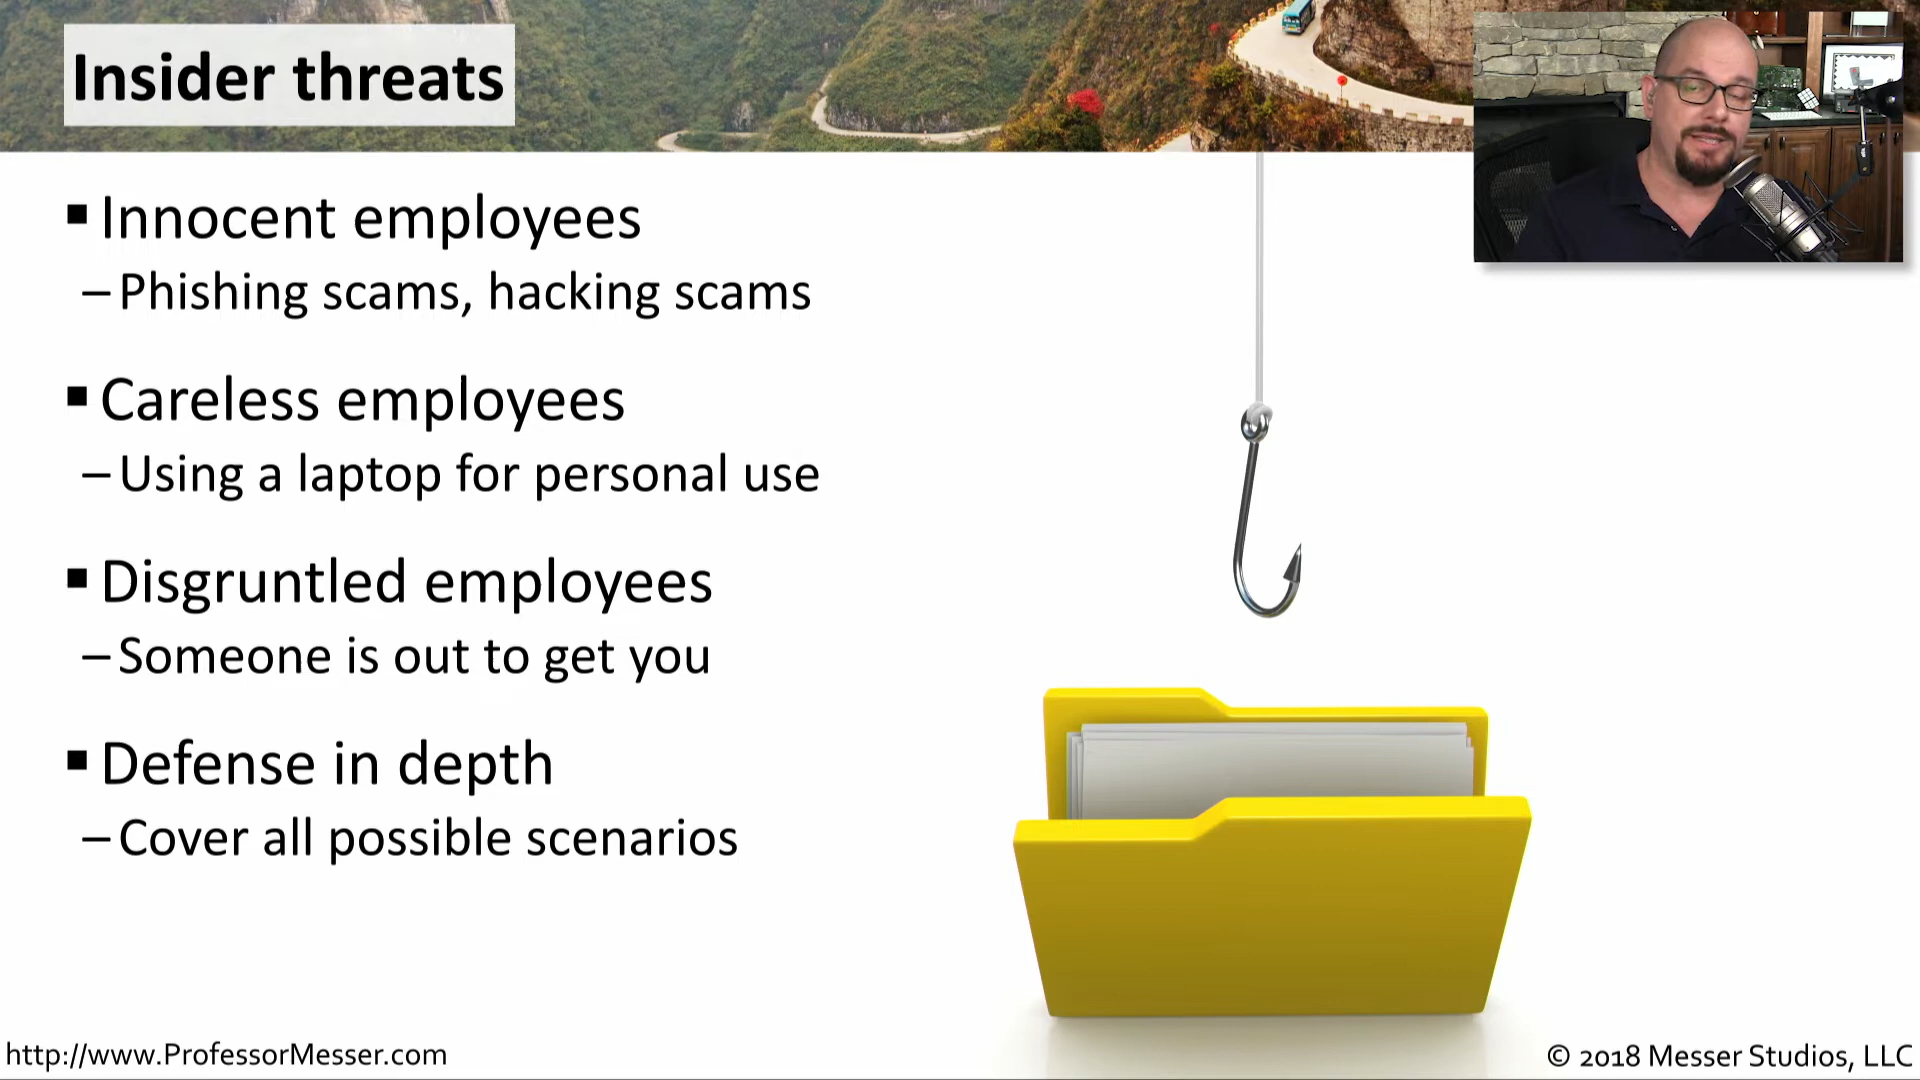 Insider threats
▪ Innocent employees
– Phishing scams, hacking scams
▪ Careless employees
– Using a laptop for personal use
▪ Disgruntled employees
– Someone is out to get you
▪ Defense in depth
– Cover all possible scenarios
http://www.ProfessorMesser.com
© 2018 Messer Studios, LLC